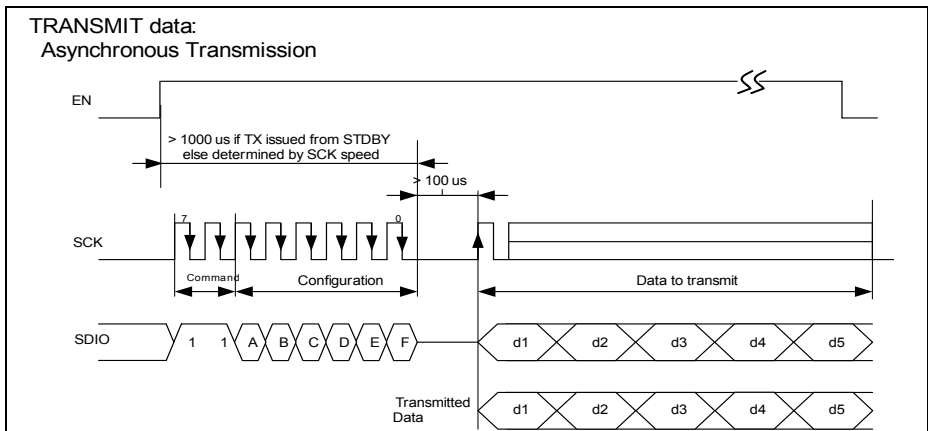 TRANSMIT data:
Asynchronous Transmission
EN
> 1000 us if TX issued from STDBY
else determined by SCK speed
> 100 us
7
0
SCK
Command
Configuration
Data to transmit
SDIO
1 1 A B C D E F
d1 d2 d3 d4 d5
Transmitted
Data
d1 d2 d3 d4 d5